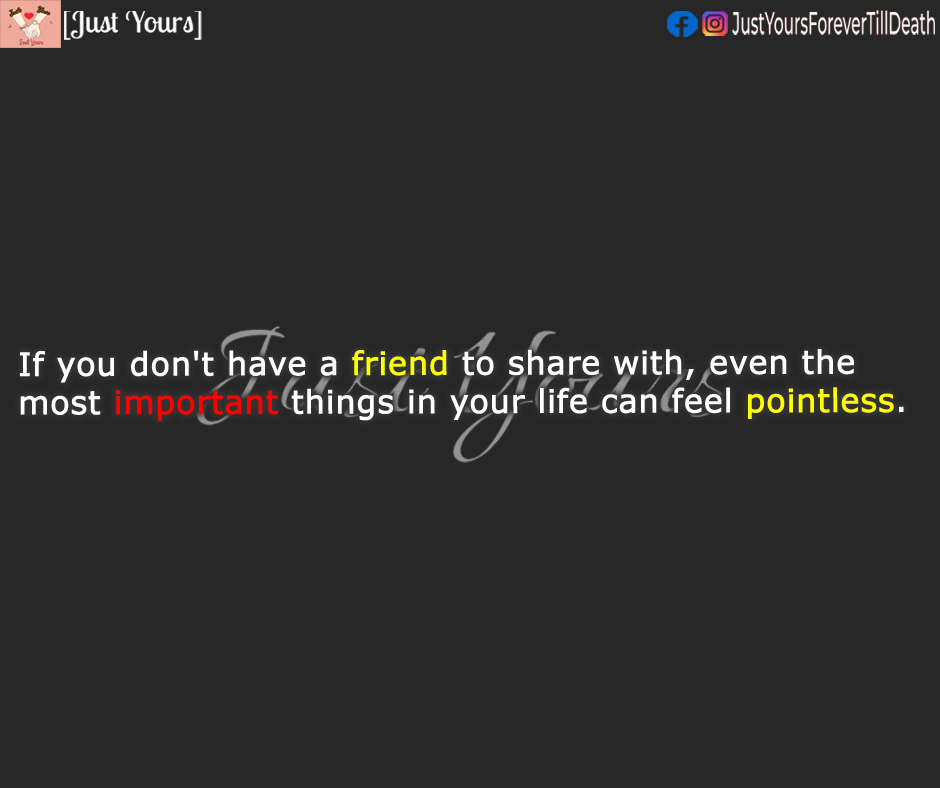 [Just Yours]
JustYoursForeverTillDeath
Just Yours
If you don't have a friend to share with, even the
most important things in your life can feel pointless.
Just Yours